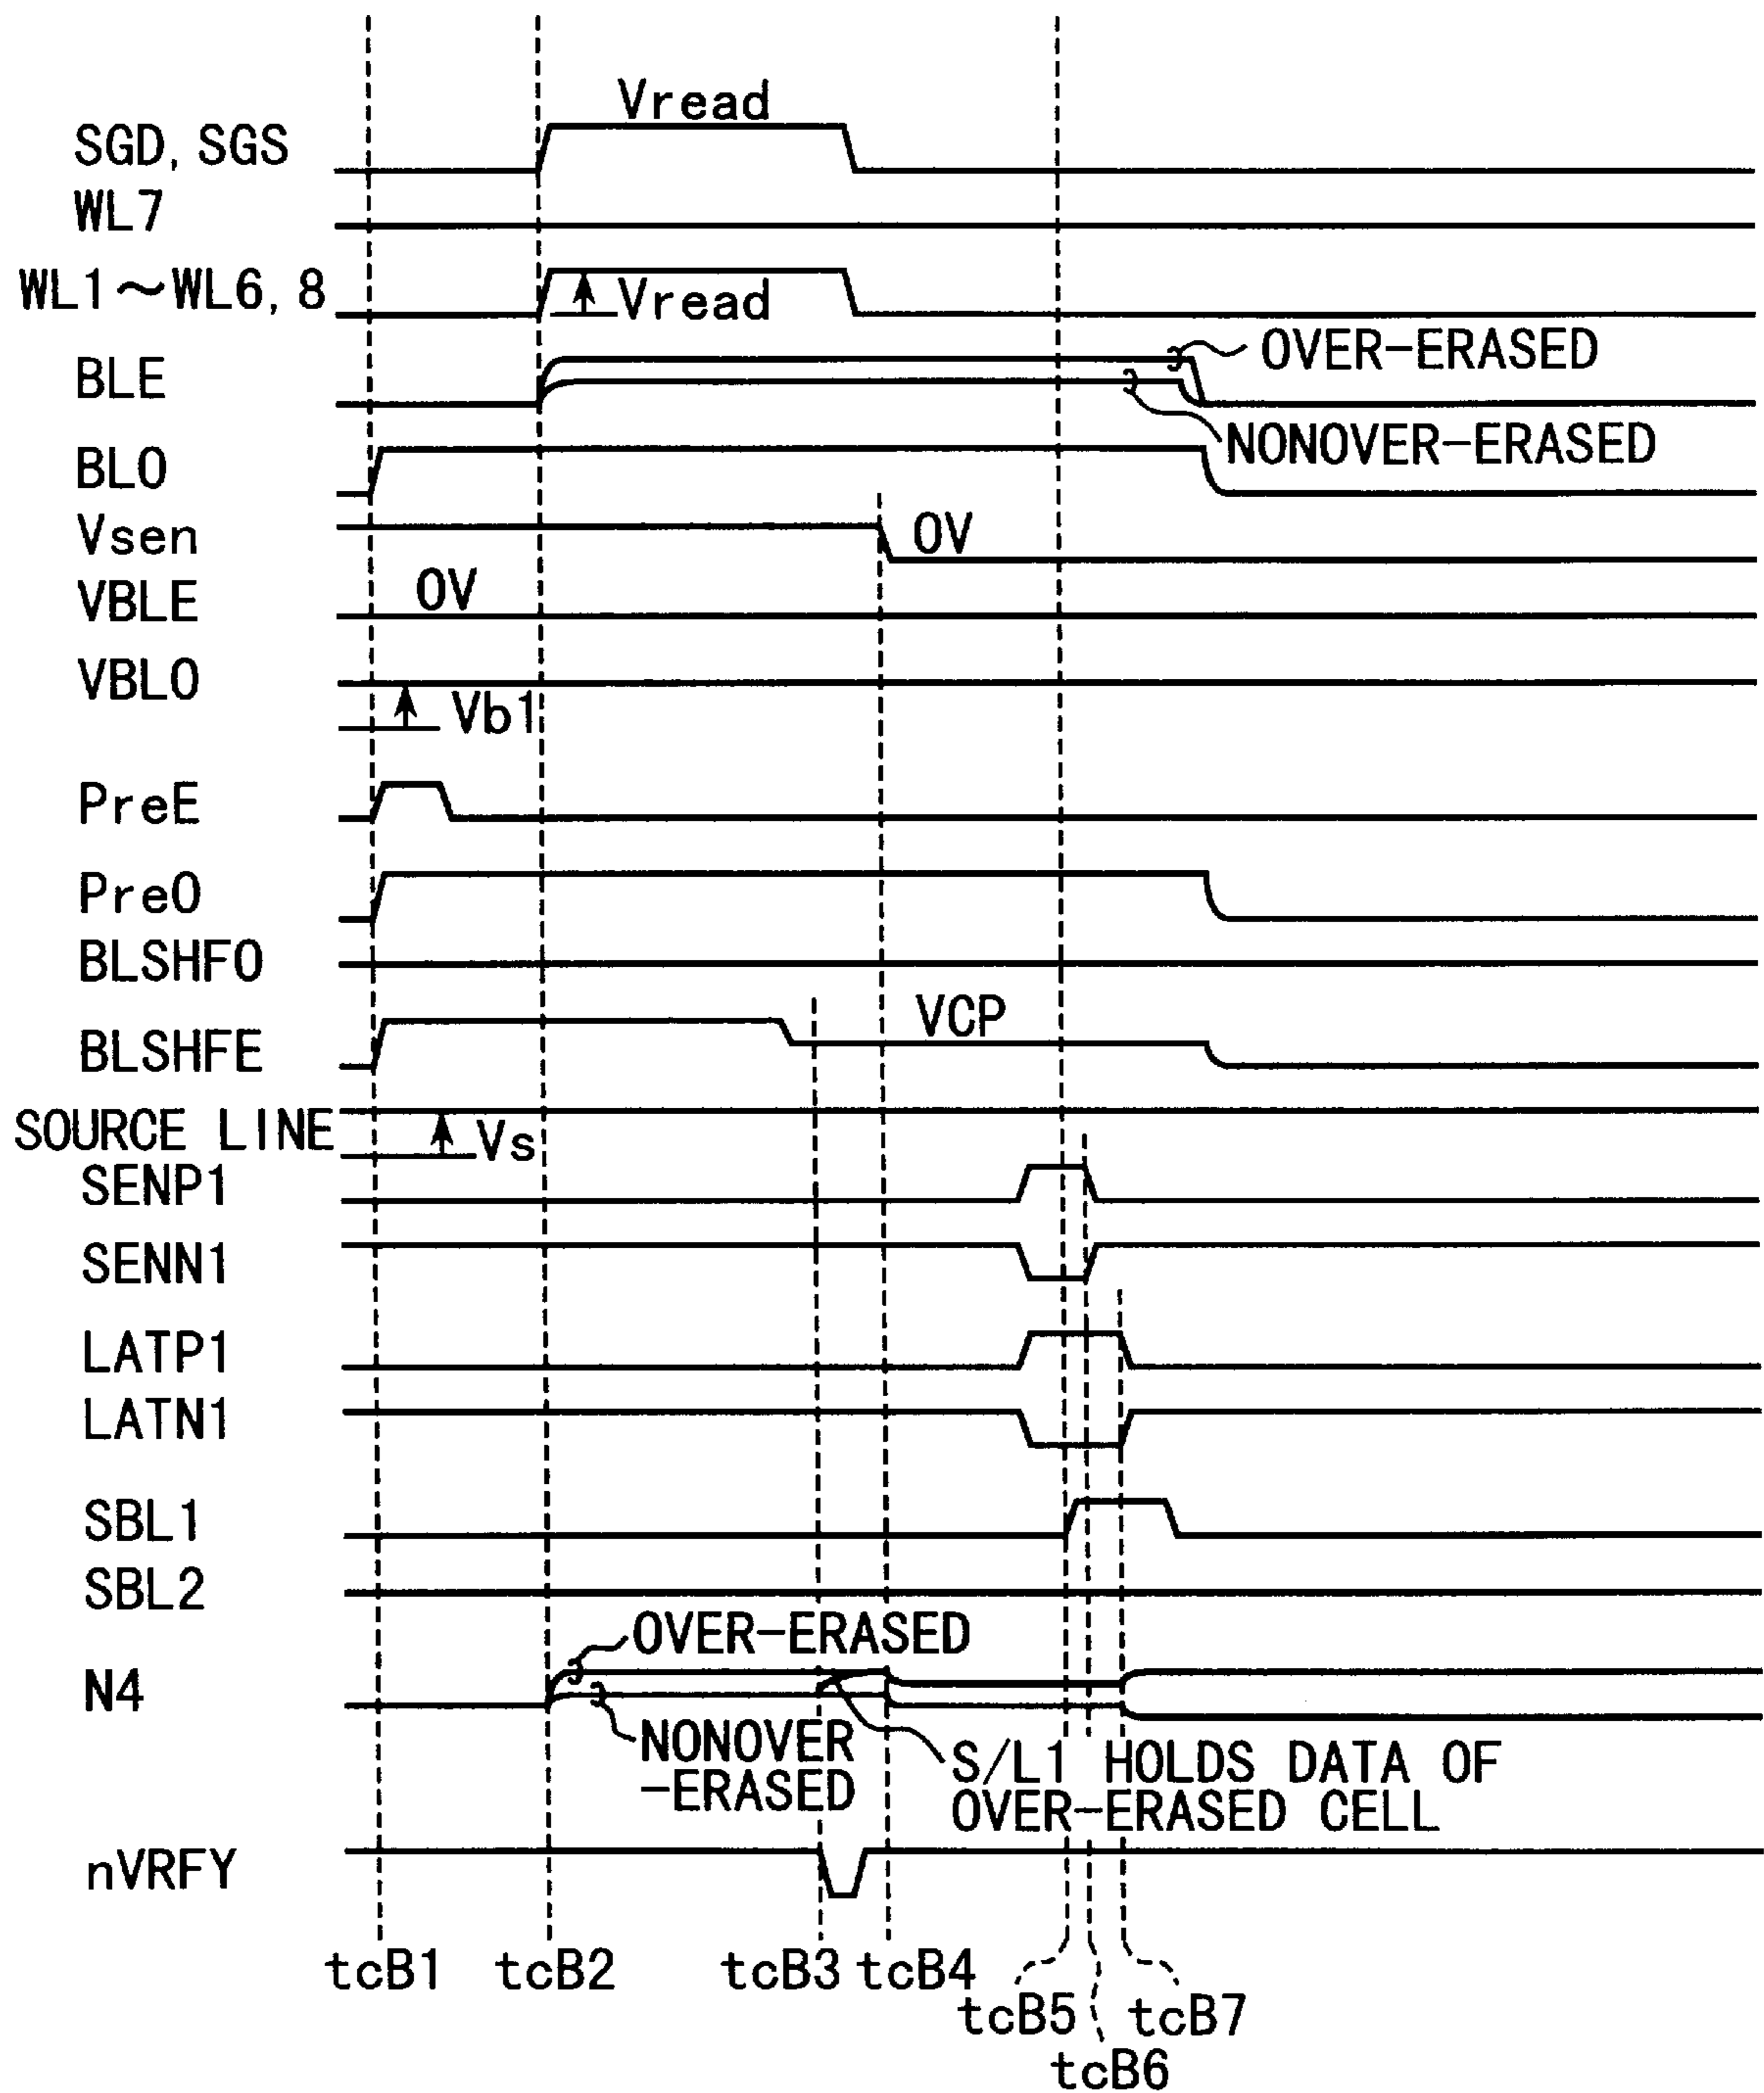 Vread
SGD, SGS
WL7
WL1～WL6, 8
Vread
OVER-ERASED
BLE
NONOVER-ERASED
BLO
Vsen
0V
VBLE
0V
VBLO
Vb1
PreE
PreO
BLSHFO
BLSHFE
VCP
SOURCE LINE
Vs
SENP1
SENN1
LATP1
LATN1
SBL1
SBL2
OVER-ERASED
N4
NONOVER
-ERASED
S/L1 HOLDS DATA OF
OVER-ERASED CELL
nVRFY
tcB1 tcB2 tcB3 tcB4
tcB5 tcB7
tcB6